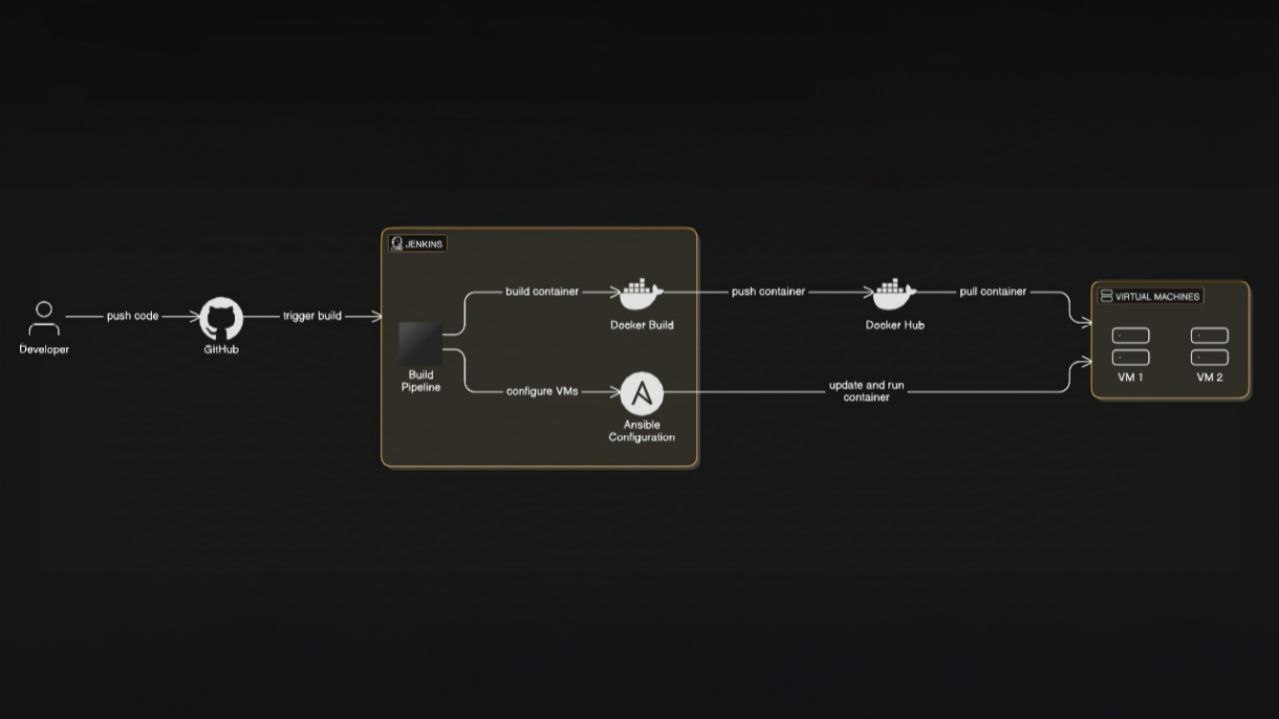 JENKINS
build container
push container
pull container
VIRTUAL MACHINES
push code
trigger build
Docker Build
Docker Hub
Developer
GitHub
Build
Pipeline
VM 1
VM 2
configure VMs
update and run
container
Ansible
Configuration